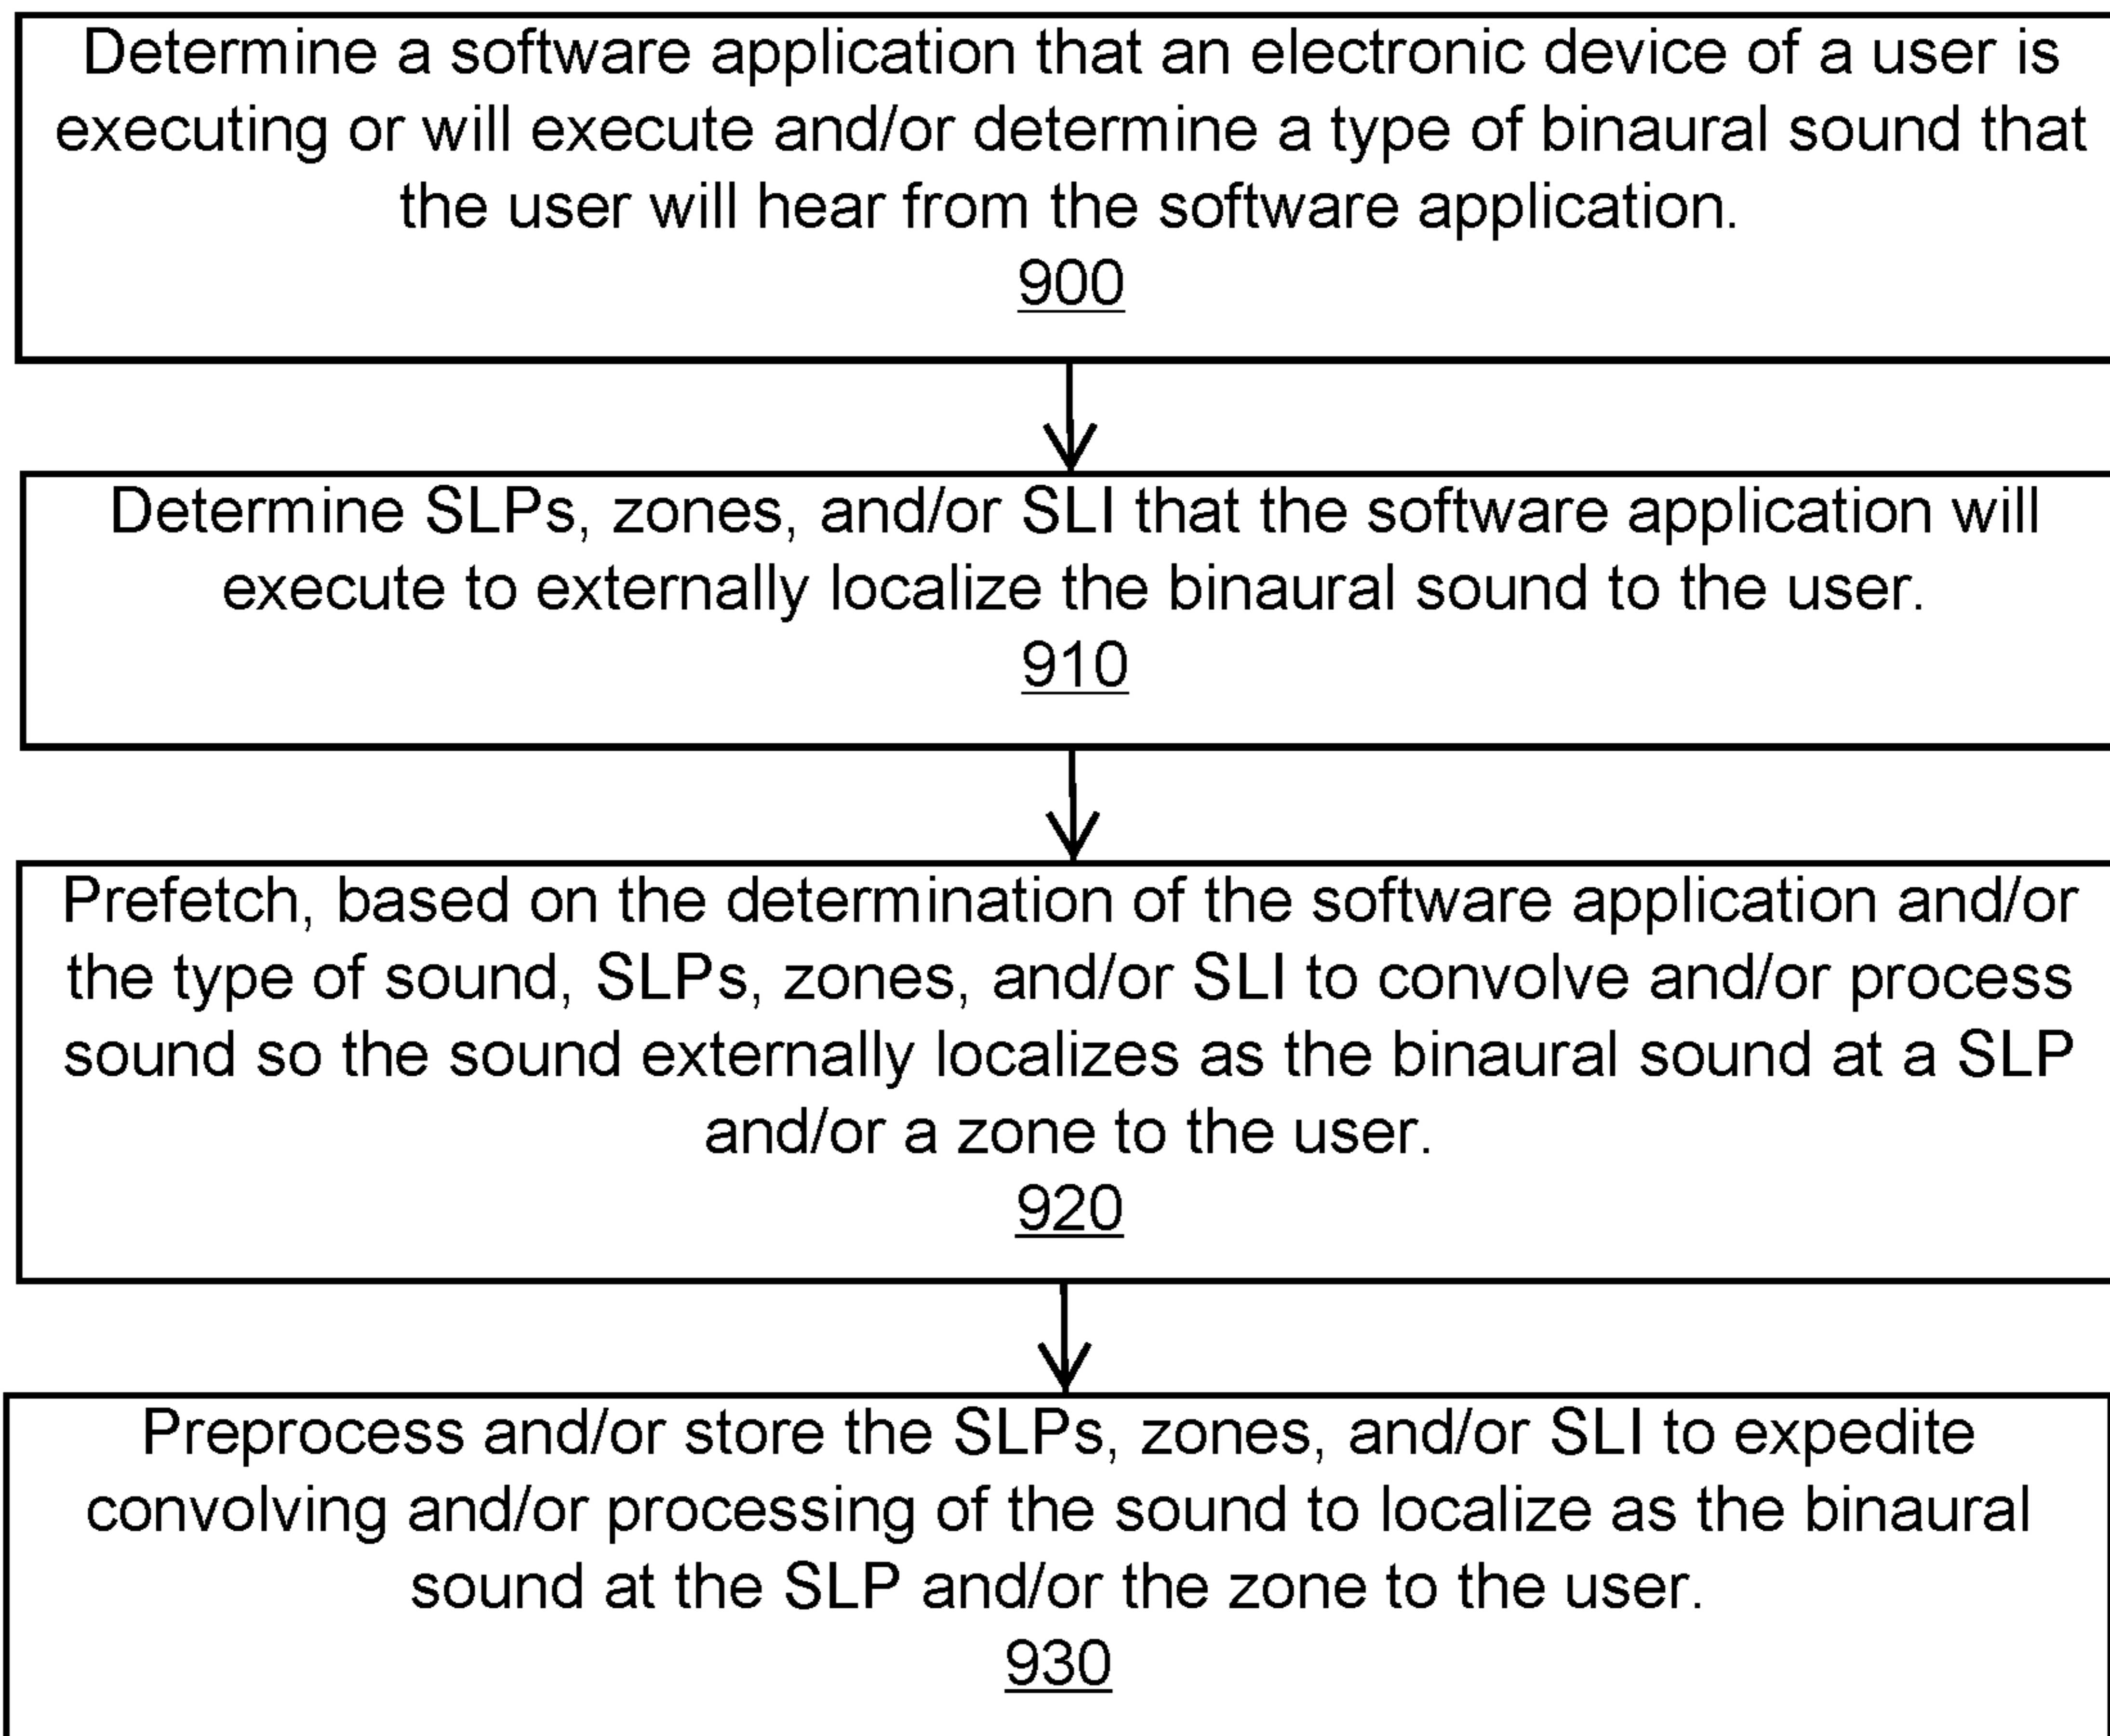 Determine a software application that an electronic device of a user is
executing or will execute and/or determine a type of binaural sound that
the user will hear from the software application.
900
Determine SLPs, zones, and/or SLI that the software application will
execute to externally localize the binaural sound to the user.
910
Prefetch, based on the determination of the software application and/or
the type of sound, SLPs, zones, and/or SLI to convolve and/or process
sound so the sound externally localizes as the binaural sound at a SLP
and/or a zone to the user.
920
Preprocess and/or store the SLPs, zones, and/or SLI to expedite
convolving and/or processing of the sound to localize as the binaural
sound at the SLP and/or the zone to the user.
930